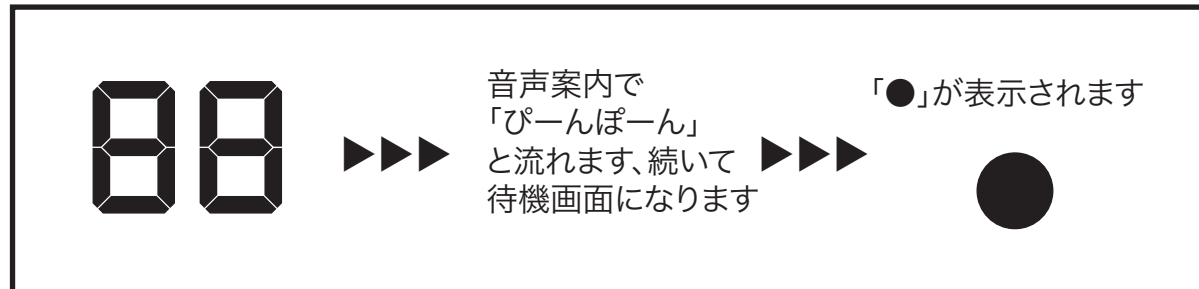 88
▶▶▶
音声案内で
「ぴーんぽーん」
と流れます、続いて
待機画面になります
▶▶▶
「●」が表示されます
●